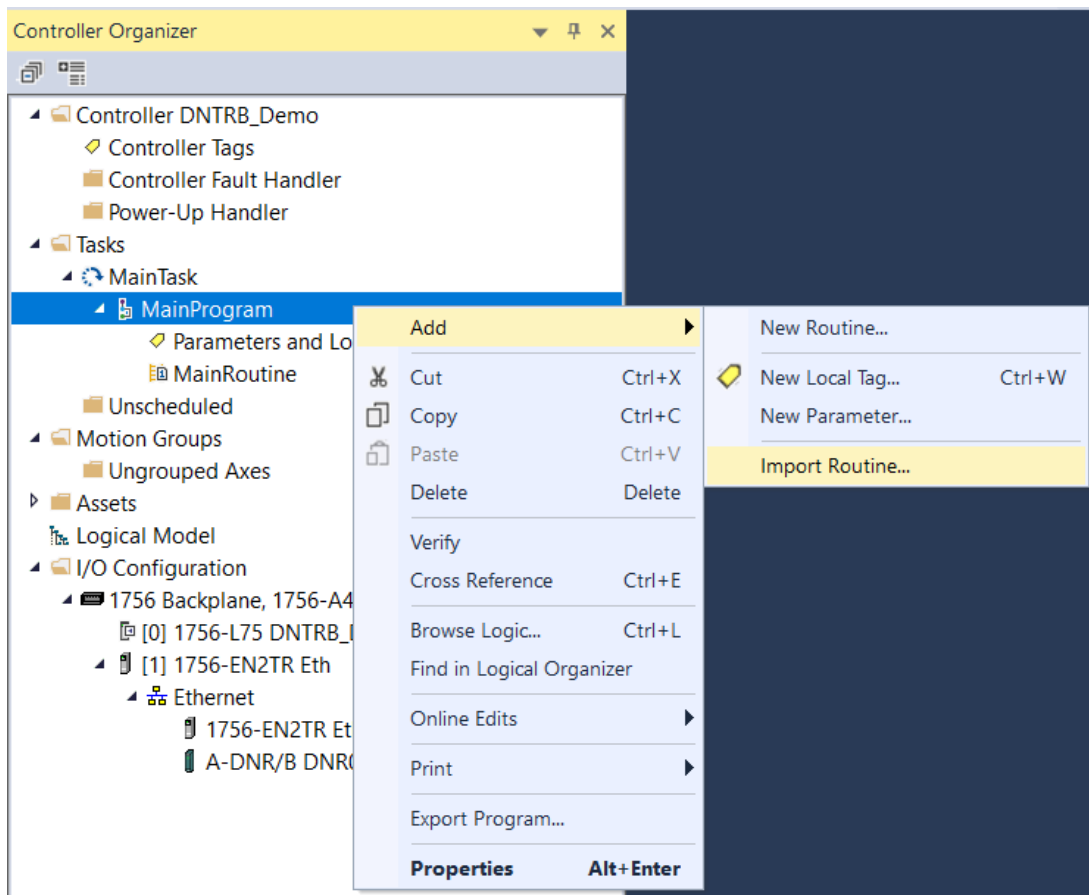 Controller Organizer
Controller DNTRB_Demo
Controller Tags
Controller Fault Handler
Power-Up Handler
Tasks
MainTask
MainProgram
Parameters and Lo
MainRoutine
Unscheduled
Motion Groups
Ungrouped Axes
Assets
Logical Model
I/O Configuration
1756 Backplane, 1756-A4
[0] 1756-L75 DNTRB_
[1] 1756-EN2TR Eth
Ethernet
1756-EN2TR Et
A-DNR/B DNR
Add
Cut Ctrl+X
Copy Ctrl+C
Paste Ctrl+V
Delete Delete
Verify
Cross Reference Ctrl+E
Browse Logic... Ctrl+L
Find in Logical Organizer
Online Edits
Print
Export Program...
Properties Alt+Enter
New Routine...
New Local Tag... Ctrl+W
New Parameter...
Import Routine...